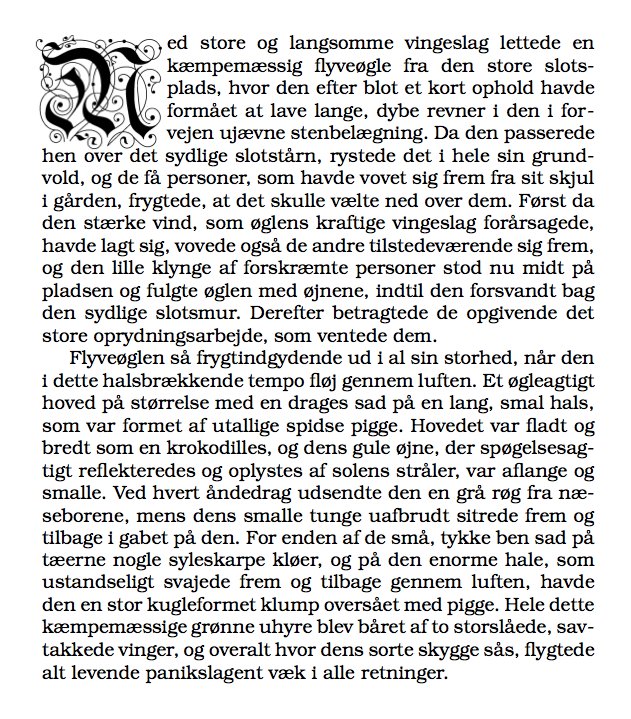 Med store og langsomme vingeslag lettede en
kæmpemæssig flyveøgle fra den store slots-
plads, hvor den efter blot et kort ophold havde
formået at lave lange, dybe revner i den i for-
vejen ujævne stenbelægning. Da den passerede
hen over det sydlige slotstårn, rystede det i hele sin grund-
vold, og de få personer, som havde vovet sig frem fra sit skjul
i gården, frygtede, at det skulle vælte ned over dem. Først da
den stærke vind, som øglens kraftige vingeslag forårsagede,
havde lagt sig, vovede også de andre tilstedeværende sig frem,
og den lille klynge af forskræmte personer stod nu midt på
pladsen og fulgte øglen med øjnene, indtil den forsvandt bag
den sydlige slotsmur. Derefter betragtede de opgivende det
store oprydningsarbejde, som ventede dem.
Flyveøglen så frygtindgydende ud i al sin storhed, når den
i dette halsbrækkende tempo fløj gennem luften. Et øgleagtigt
hoved på størrelse med en drages sad på en lang, smal hals,
som var formet af utallige spidse pigge. Hovedet var fladt og
bredt som en krokodilles, og dens gule øjne, der spøgelsesag-
tigt reflekteredes og oplystes af solens stråler, var aflange og
smalle. Ved hvert åndedrag udsendte den en grå røg fra næ-
seborene, mens dens smalle tunge uafbrudt sitrede frem og
tilbage i gabet på den. For enden af de små, tykke ben sad på
tæerne nogle syleskarpe kløer, og på den enorme hale, som
ustandseligt svajede frem og tilbage gennem luften, havde
den en stor kugleformet klump oversået med pigge. Hele dette
kæmpemæssige grønne uhyre blev båret af to storslåede, sav-
takkede vinger, og overalt hvor dens sorte skygge sås, flygtede
alt levende panikslagent væk i alle retninger.